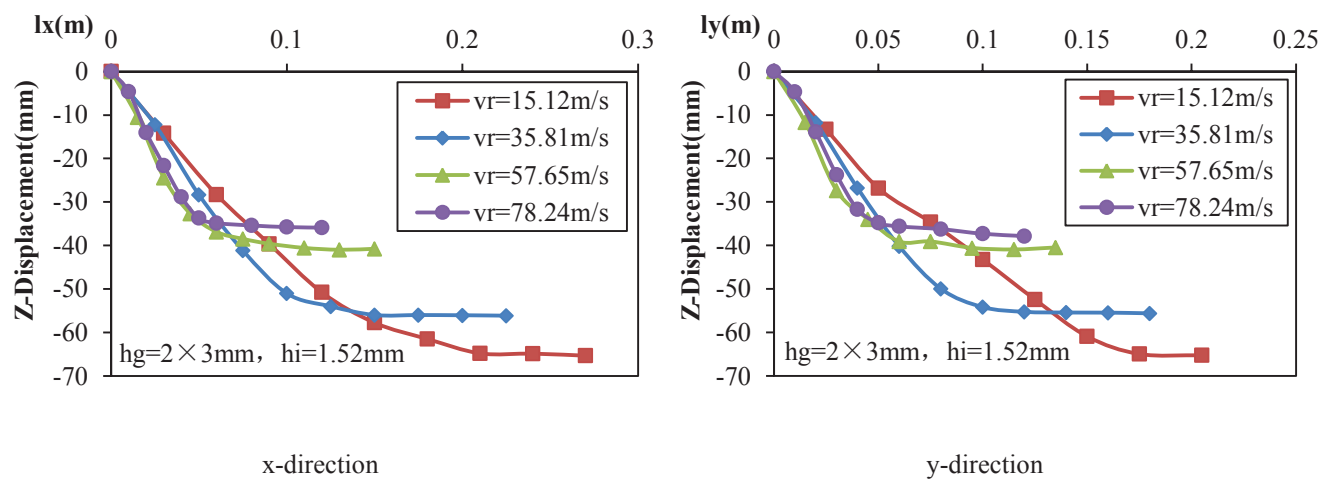 lx(m)
0 0.1 0.2 0.3
Z-Displacement(mm)
0
-10
-20
-30
-40
-50
-60
-70
vr=15.12m/s
vr=35.81m/s
vr=57.65m/s
vr=78.24m/s
hg=2×3mm，hi=1.52mm
x-direction
ly(m)
0 0.05 0.1 0.15 0.2 0.25
Z-Displacement(mm)
0
-10
-20
-30
-40
-50
-60
-70
vr=15.12m/s
vr=35.81m/s
vr=57.65m/s
vr=78.24m/s
hg=2×3mm，hi=1.52mm
y-direction